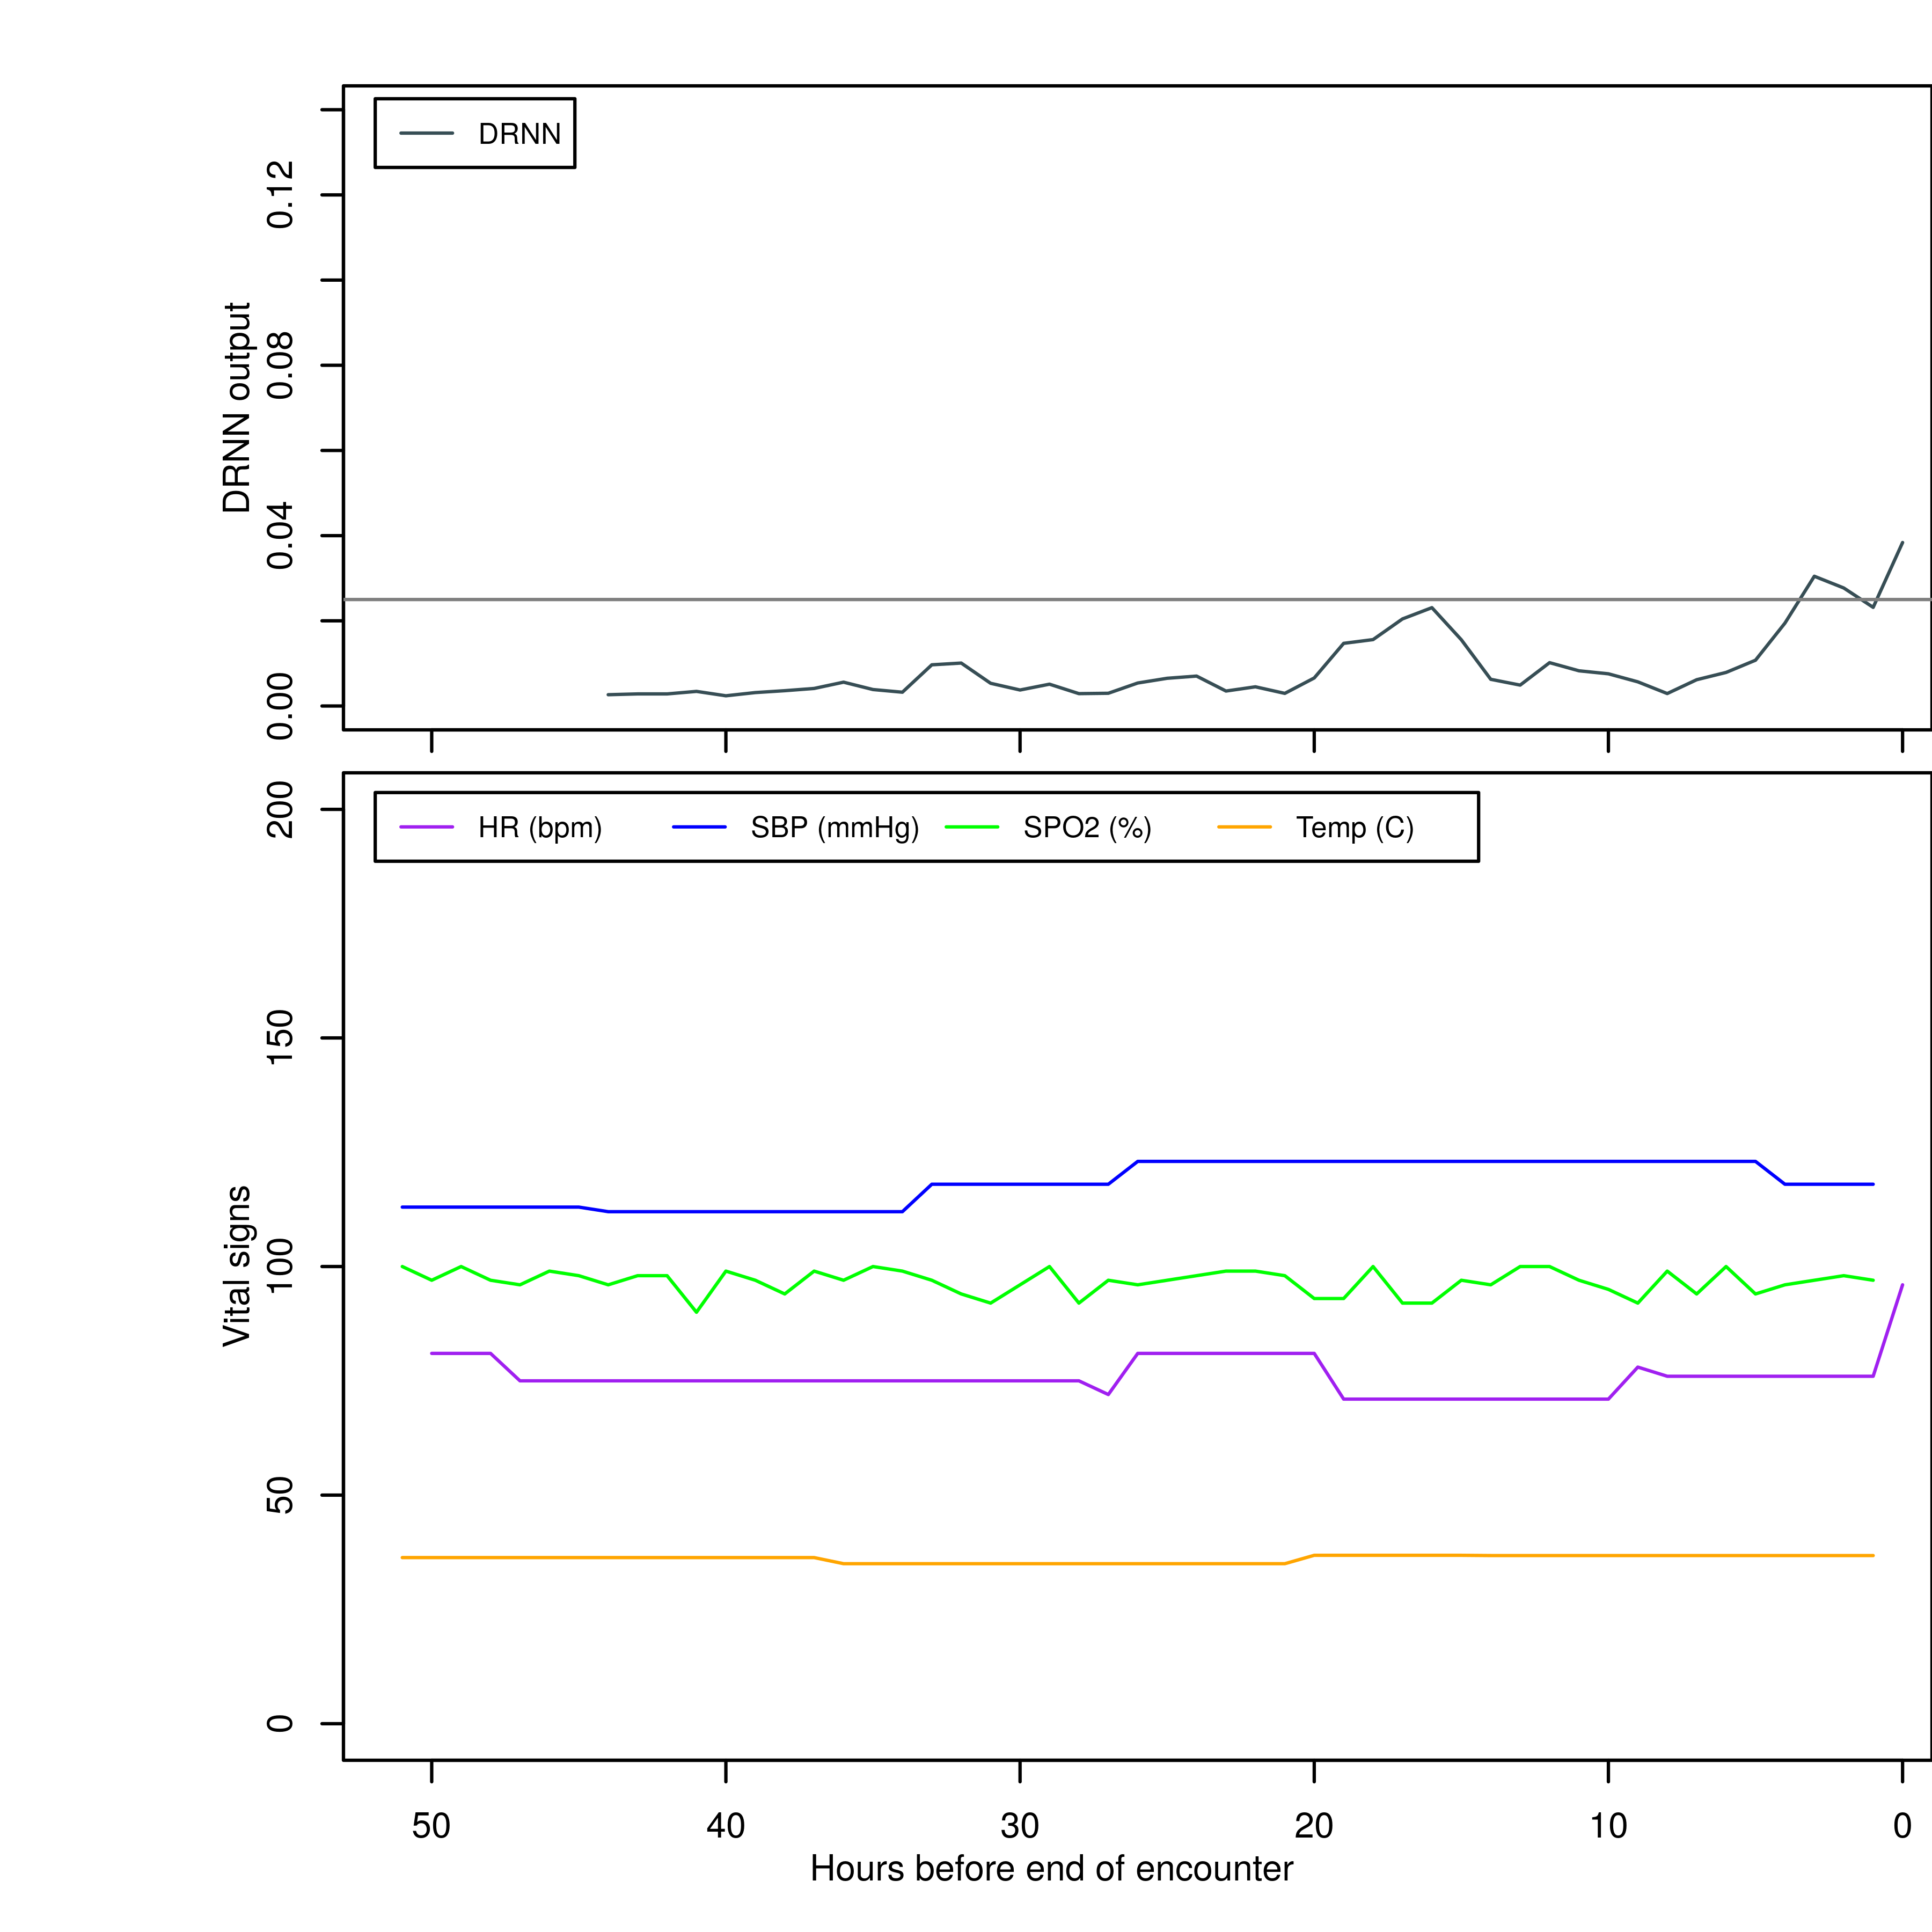 DRNN
DRNN output
0.12
0.08
0.04
0.00
HR (bpm) SBP (mmHg) SPO2 (%) Temp (C)
Vital signs
200
150
100
50
0
50 40 30 20 10 0
Hours before end of encounter